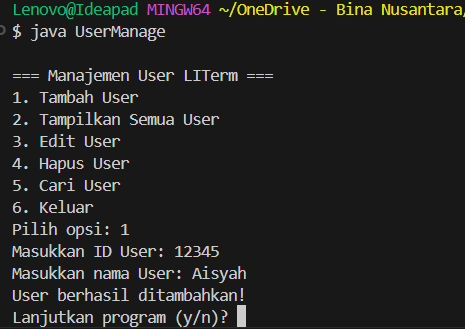 Lenovo@Ideapad MINGW64 ~/OneDrive - Bina Nusantara/
$ java UserManage
=== Manajemen User LITerm ===
1. Tambah User
2. Tampilkan Semua User
3. Edit User
4. Hapus User
5. Cari User
6. Keluar
Pilih opsi: 1
Masukkan ID User: 12345
Masukkan nama User: Aisyah
User berhasil ditambahkan!
Lanjutkan program (y/n)?